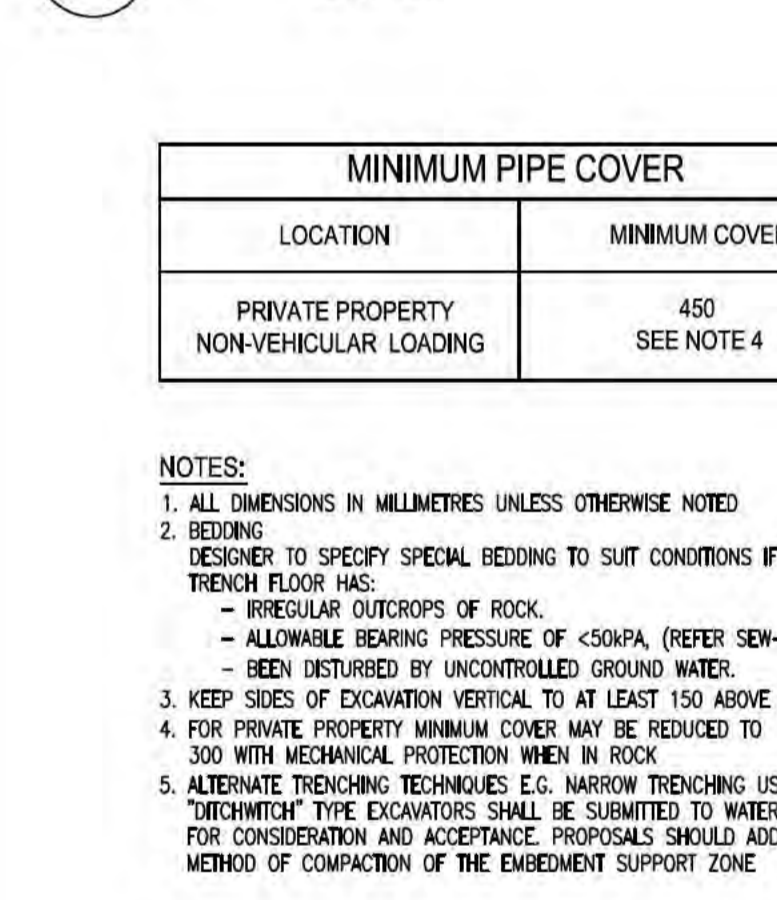 MINIMUM PIPE COVER
LOCATION MINIMUM COVER
PRIVATE PROPERTY 450
NON-VEHICULAR LOADING SEE NOTE 4
NOTES:
1. ALL DIMENSIONS IN MILLIMETRES UNLESS OTHERWISE NOTED
2. BEDDING
DESIGNER TO SPECIFY SPECIAL BEDDING TO SUIT CONDITIONS IF
TRENCH FLOOR HAS:
– IRREGULAR OUTCROPS OF ROCK.
– ALLOWABLE BEARING PRESSURE OF <50kPA, (REFER SEW-
– BEEN DISTURBED BY UNCONTROLLED GROUND WATER.
3. KEEP SIDES OF EXCAVATION VERTICAL TO AT LEAST 150 ABOVE
4. FOR PRIVATE PROPERTY MINIMUM COVER MAY BE REDUCED TO
300 WITH MECHANICAL PROTECTION WHEN IN ROCK
5. ALTERNATE TRENCHING TECHNIQUES E.G. NARROW TRENCHING US
"DITCHWITCH" TYPE EXCAVATORS SHALL BE SUBMITTED TO WATER
FOR CONSIDERATION AND ACCEPTANCE. PROPOSALS SHOULD ADD
METHOD OF COMPACTION OF THE EMBEDMENT SUPPORT ZONE